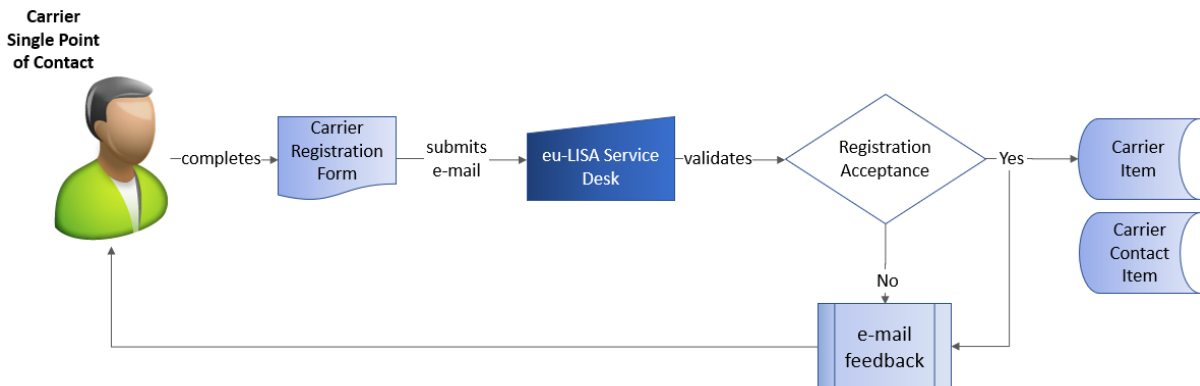 Carrier
Single Point
of Contact
completes
Carrier
Registration
Form
submits
e-mail
eu-LISA Service
Desk
validates
Registration
Acceptance
Yes
Carrier
Item
Carrier
Contact
Item
No
e-mail
feedback